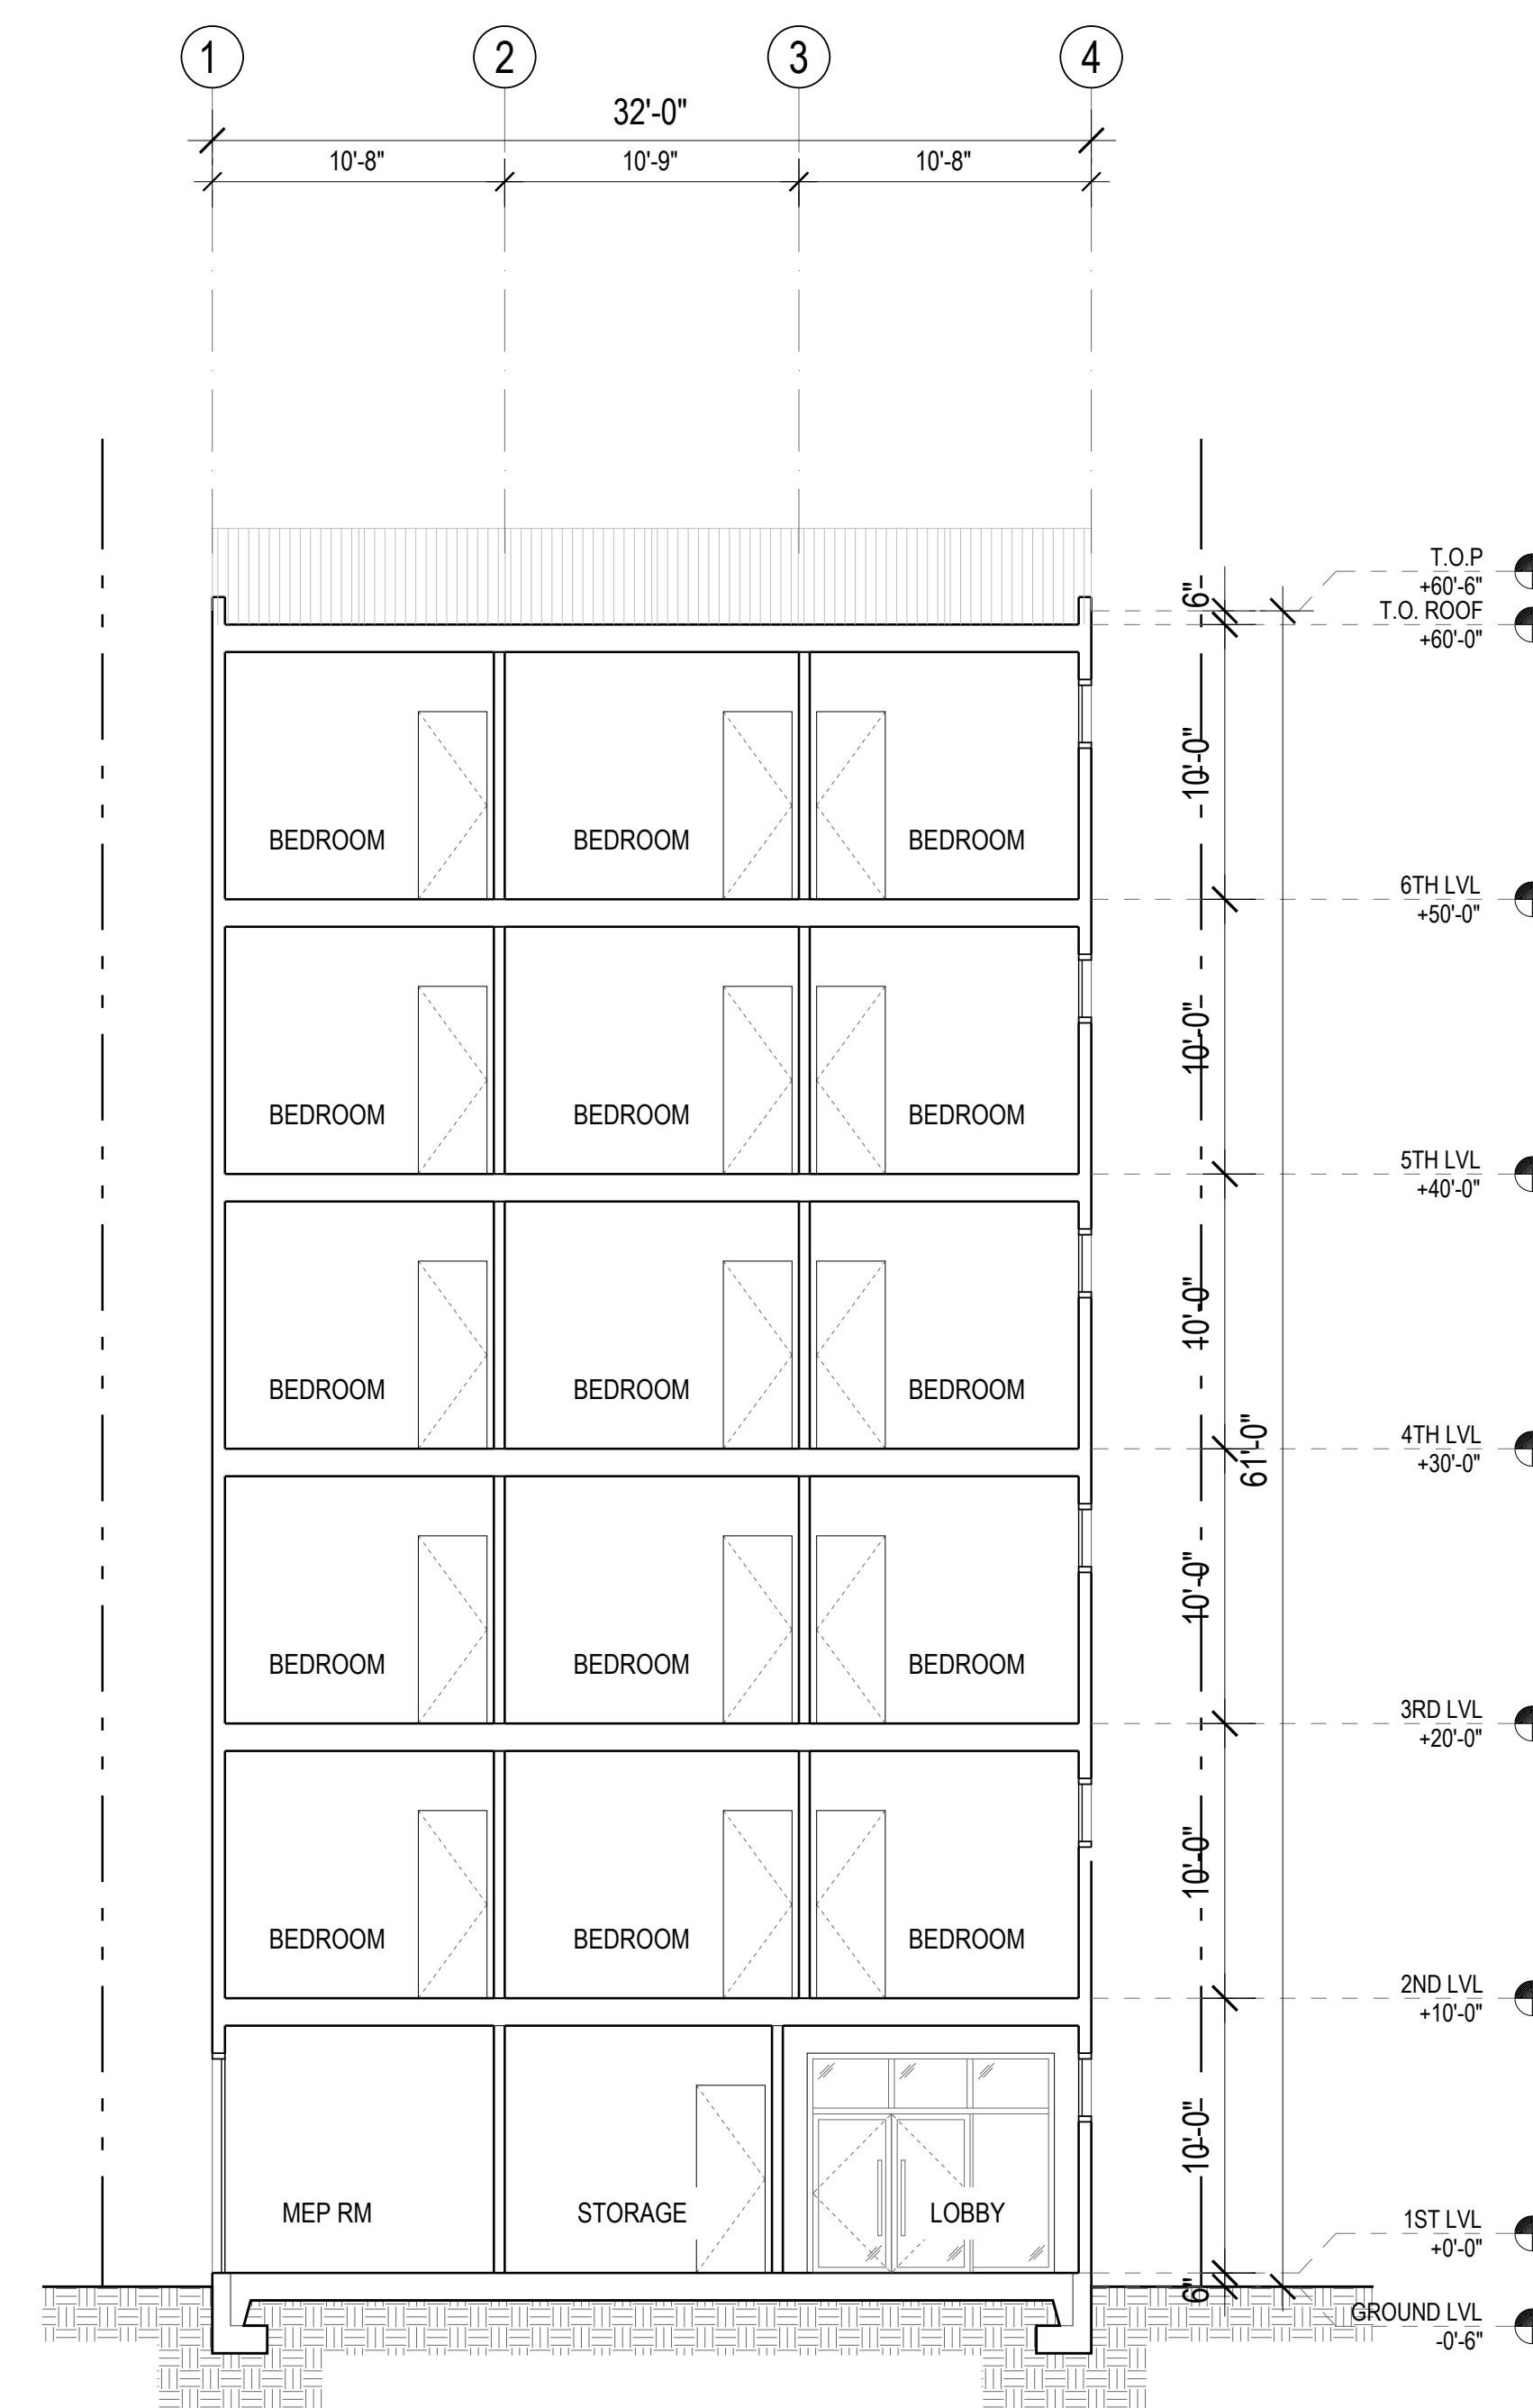 1 2 3 4
32'-0"
10'-8" 10'-9" 10'-8"
T.O.P
+60'-6"
6"
T.O. ROOF
+60'-0"
10'-0"
BEDROOM BEDROOM BEDROOM
6TH LVL
+50'-0"
10'-0"
BEDROOM BEDROOM BEDROOM
5TH LVL
+40'-0"
10'-0"
BEDROOM BEDROOM BEDROOM
4TH LVL
+30'-0"
61'-0"
10'-0"
BEDROOM BEDROOM BEDROOM
3RD LVL
+20'-0"
10'-0"
BEDROOM BEDROOM BEDROOM
2ND LVL
+10'-0"
10'-0"
MEP RM STORAGE LOBBY
1ST LVL
+0'-0"
6"
GROUND LVL
-0'-6"